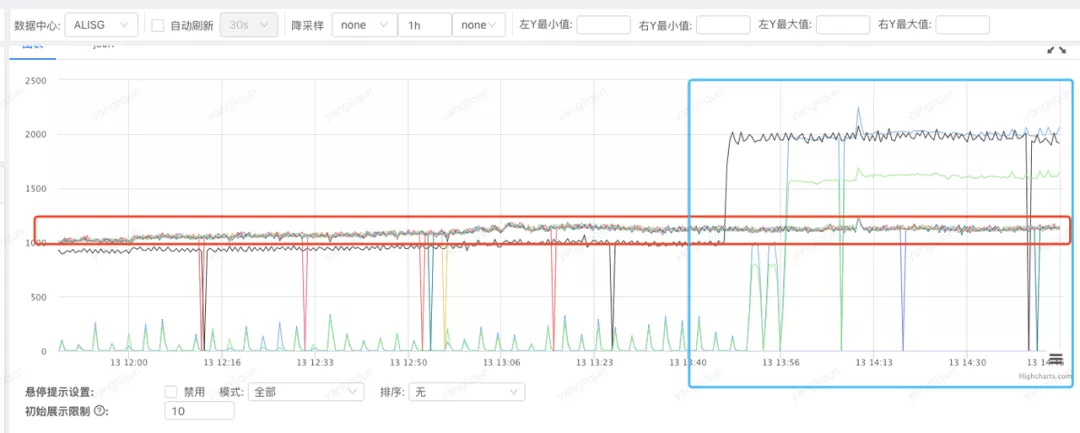 数据中心: ALISG 自动刷新 30s 降采样 none 1h none 左Y最小值: 右Y最小值: 左Y最大值: 右Y最大值:
图表 json
2500
2000
1500
1000
500
0
13 12:00 13 12:16 13 12:33 13 12:50 13 13:06 13 13:23 13 13:40 13 13:56 13 14:13 13 14:30 13 14:46
Highcharts.com
悬停提示设置: 禁用 模式: 全部 排序: 无
初始展示限制 ?: 10